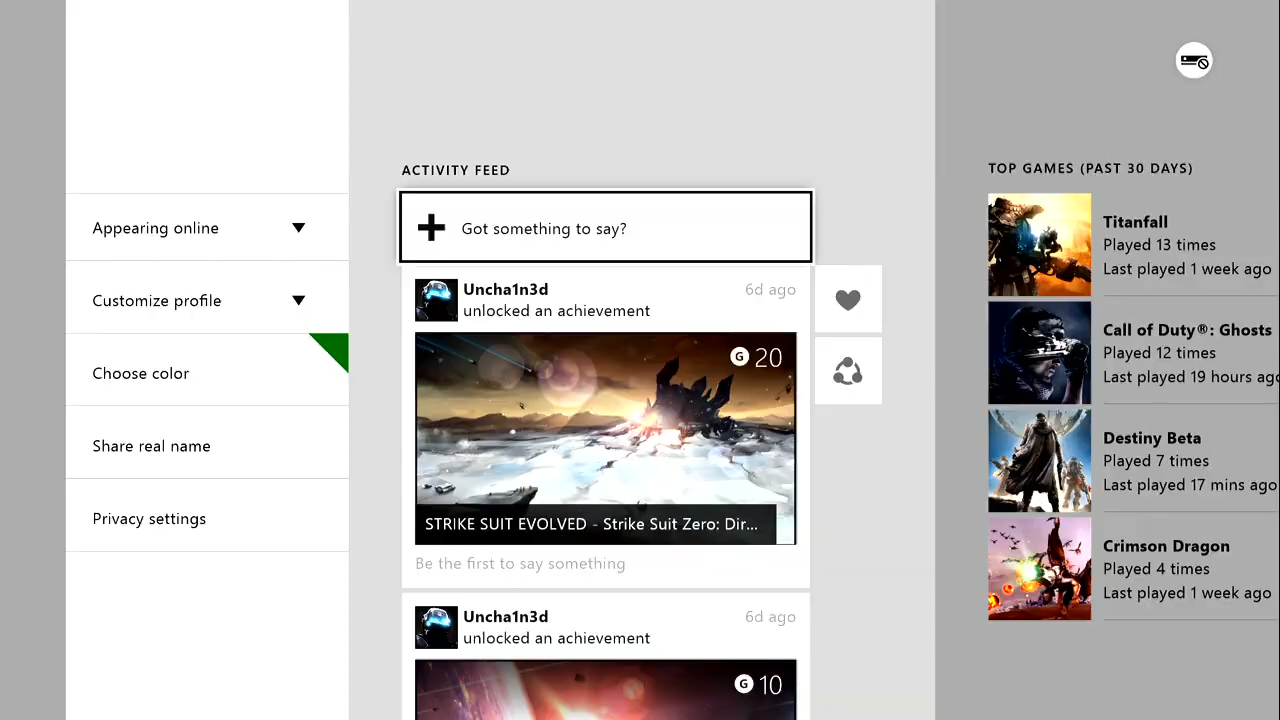 Appearing online
Customize profile
Choose color
Share real name
Privacy settings
ACTIVITY FEED
Got something to say?
Uncha1n3d
6d ago
unlocked an achievement
G 20
STRIKE SUIT EVOLVED - Strike Suit Zero: Dir...
Be the first to say something
Uncha1n3d
6d ago
unlocked an achievement
G 10
TOP GAMES (PAST 30 DAYS)
Titanfall
Played 13 times
Last played 1 week ago
Call of Duty®: Ghosts
Played 12 times
Last played 19 hours ago
Destiny Beta
Played 7 times
Last played 17 mins ago
Crimson Dragon
Played 4 times
Last played 1 week ago